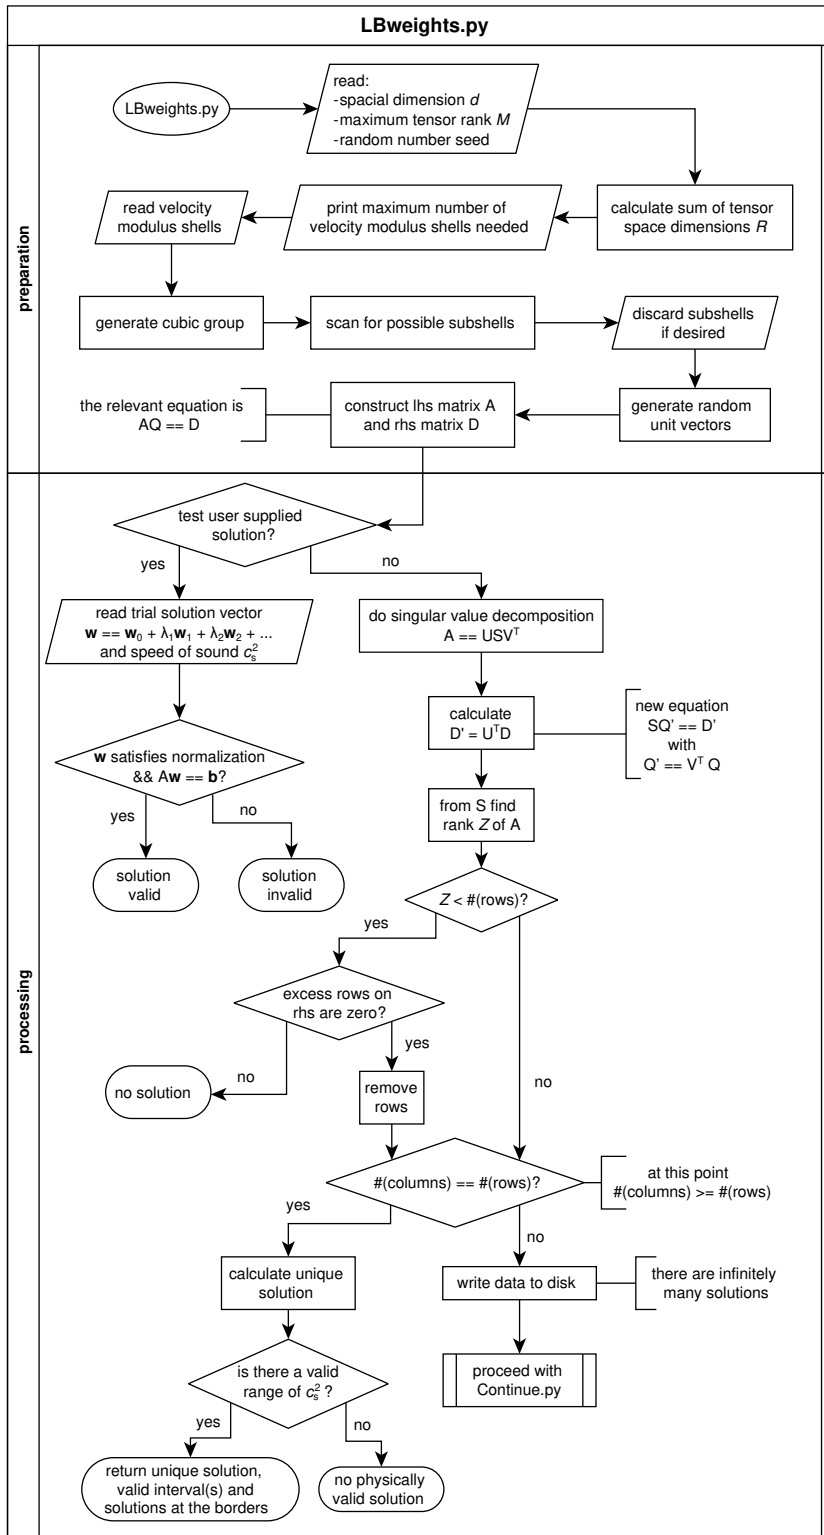 LBweights.py
preparation
LBweights.py
read:
-spacial dimension d
-maximum tensor rank M
-random number seed
read velocity
modulus shells
print maximum number of
velocity modulus shells needed
calculate sum of tensor
space dimensions R
generate cubic group
scan for possible subshells
discard subshells
if desired
the relevant equation is
AQ == D
construct lhs matrix A
and rhs matrix D
generate random
unit vectors
processing
test user supplied
solution?
yes
no
read trial solution vector
w == w₀ + λ₁w₁ + λ₂w₂ + ...
and speed of sound cₛ²
do singular value decomposition
A == USVᵀ
calculate
D' = UᵀD
new equation
SQ' == D'
with
Q' == Vᵀ Q
w satisfies normalization
&& Aw == b?
yes
no
from S find
rank Z of A
solution
valid
solution
invalid
Z < #(rows)?
yes
excess rows on
rhs are zero?
yes
no
no
no solution
remove
rows
#(columns) == #(rows)?
at this point
#(columns) >= #(rows)
yes
no
calculate unique
solution
write data to disk
there are infinitely
many solutions
is there a valid
range of cₛ² ?
proceed with
Continue.py
yes
no
return unique solution,
valid interval(s) and
solutions at the borders
no physically
valid solution